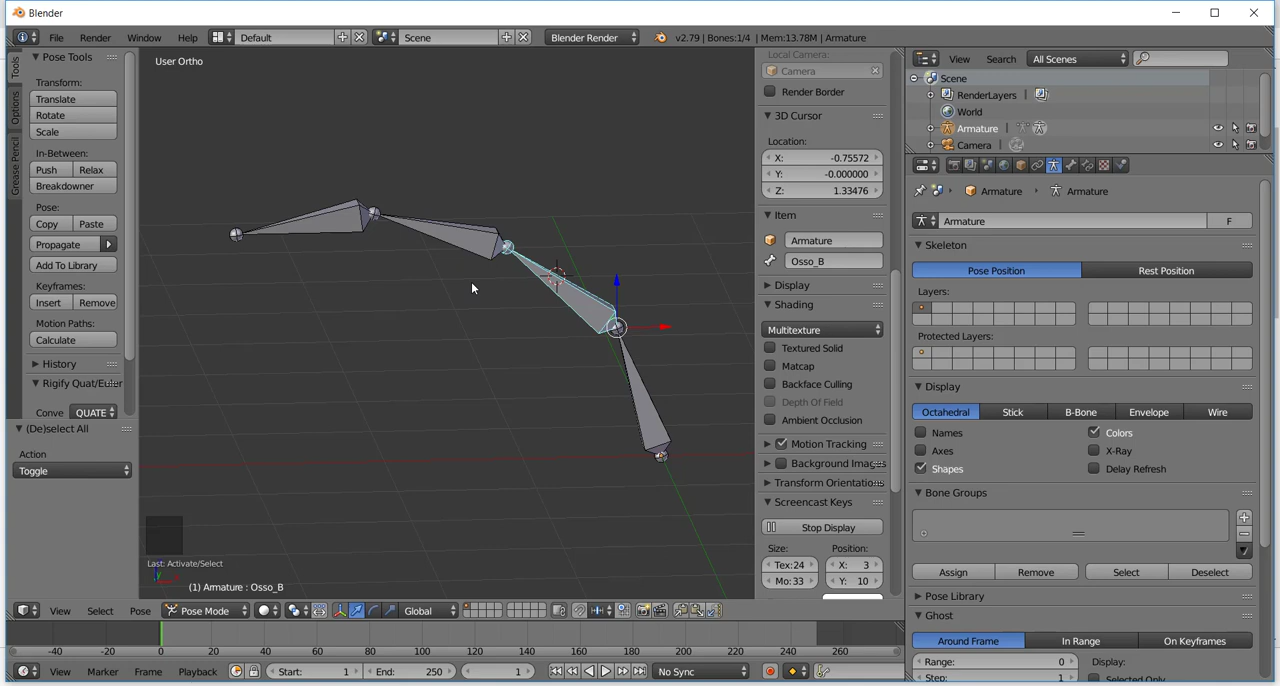 Blender
File Render Window Help Default Scene Blender Render v2.79 | Bones:1/4 | Mem:13.78M | Armature
Tools
Options
Grease Pencil
Pose Tools
Transform:
Translate
Rotate
Scale
In-Between:
Push Relax
Breakdowner
Pose:
Copy Paste
Propagate
Add To Library
Keyframes:
Insert Remove
Motion Paths:
Calculate
History
Rigify Quat/Euler
Conve QUATE
(De)select All
Action
Toggle
User Ortho
Last: Activate/Select
(1) Armature : Osso_B
Local Camera:
Camera
Render Border
3D Cursor
Location:
X: -0.75572
Y: -0.000000
Z: 1.33476
Item
Armature
Osso_B
Display
Shading
Multitexture
Textured Solid
Matcap
Backface Culling
Depth Of Field
Ambient Occlusion
Motion Tracking
Background Images
Transform Orientations
Screencast Keys
Stop Display
Size: Position:
Tex:24 X: 3
Mo:33 Y: 10
View Search All Scenes
Scene
RenderLayers
World
Armature
Camera
Armature Armature
Armature F
Skeleton
Pose Position Rest Position
Layers:
Protected Layers:
Display
Octahedral Stick B-Bone Envelope Wire
Names Colors
Axes X-Ray
Shapes Delay Refresh
Bone Groups
Assign Remove Select Deselect
Pose Library
Ghost
Around Frame In Range On Keyframes
Range: 0 Display:
Step: 1 Selected Only
View Select Pose Pose Mode Global
-40 -20 0 20 40 60 80 100 120 140 160 180 200 220 240 260
View Marker Frame Playback Start: 1 End: 250 1 No Sync